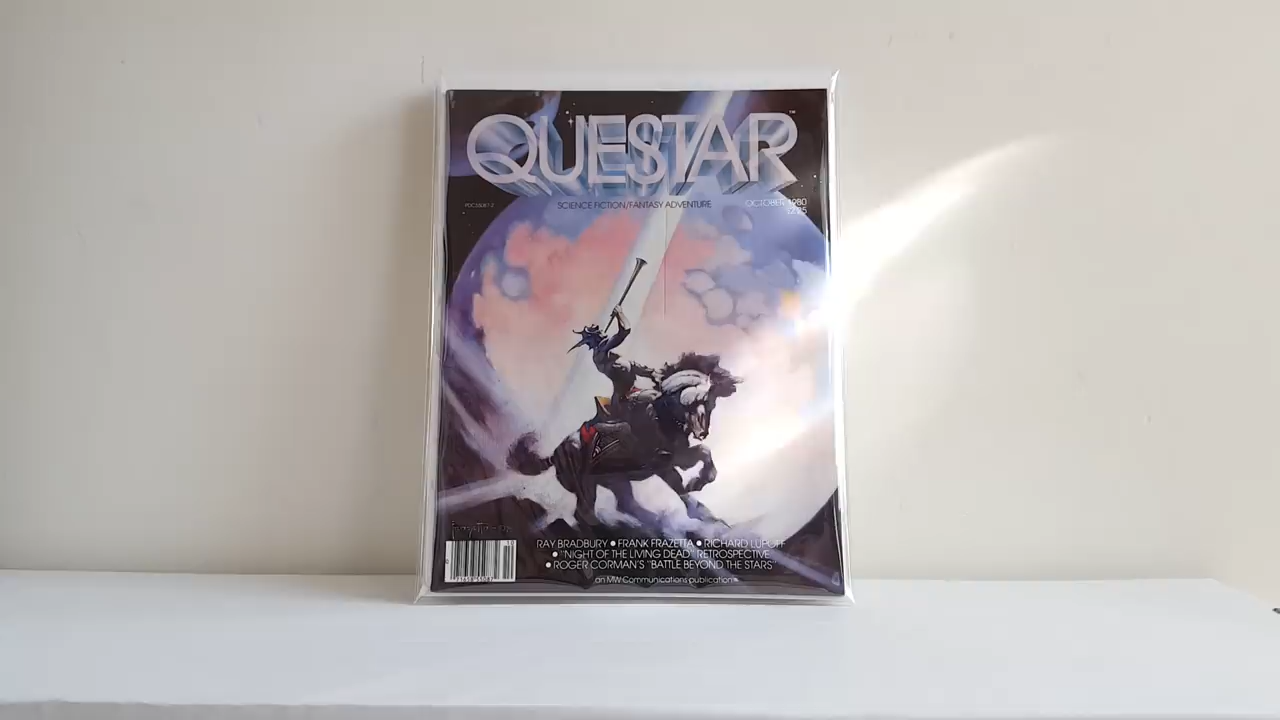 QUESTAR
TM
SCIENCE FICTION/FANTASY ADVENTURE
OCTOBER 1980
RAY BRADBURY • FRANK FRAZETTA • RICHARD LUPOFF
• "NIGHT OF THE LIVING DEAD" RETROSPECTIVE
• ROGER CORMAN'S "BATTLE BEYOND THE STARS"
an MW Communications publication